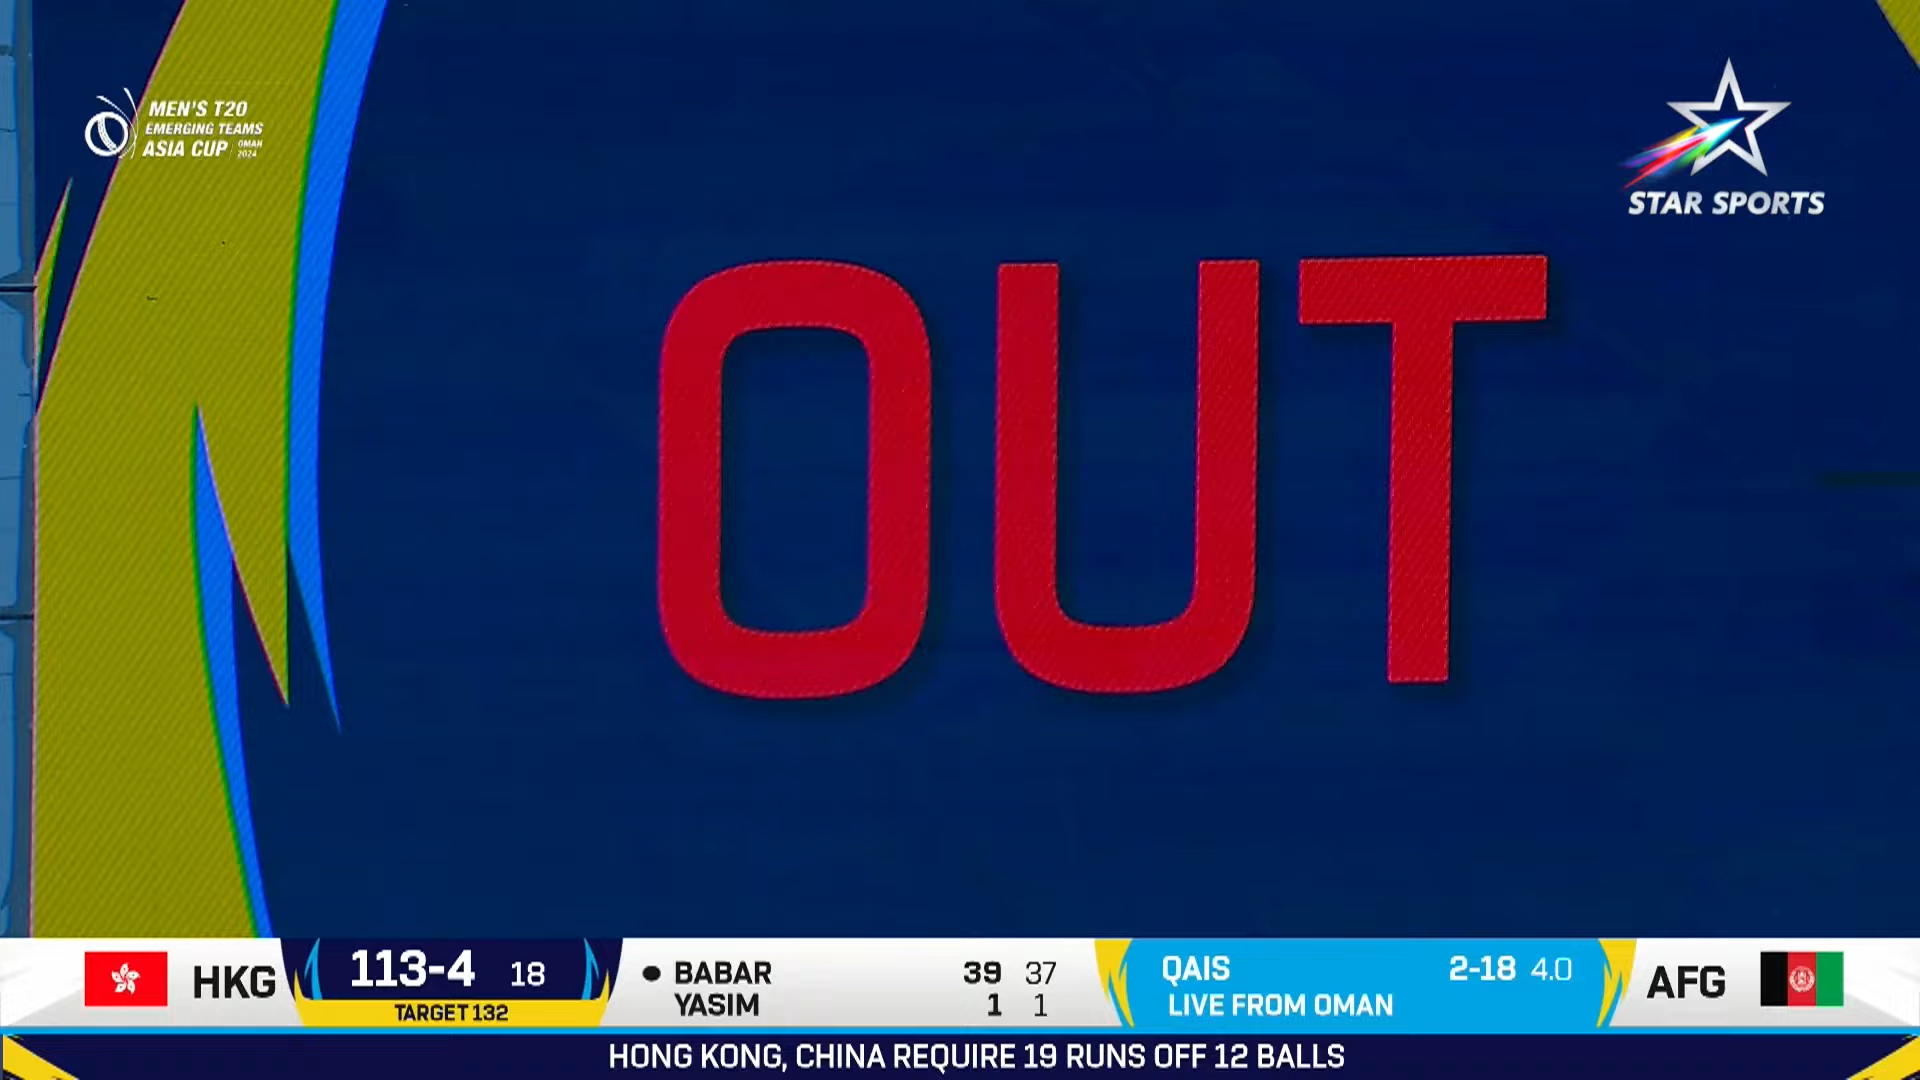 MEN'S T20
EMERGING TEAMS
ASIA CUP
OMAN
2024
STAR SPORTS
OUT
HKG
113-4 18
TARGET 132
BABAR 39 37
YASIM 1 1
QAIS 2-18 4.0
LIVE FROM OMAN
AFG
HONG KONG, CHINA REQUIRE 19 RUNS OFF 12 BALLS